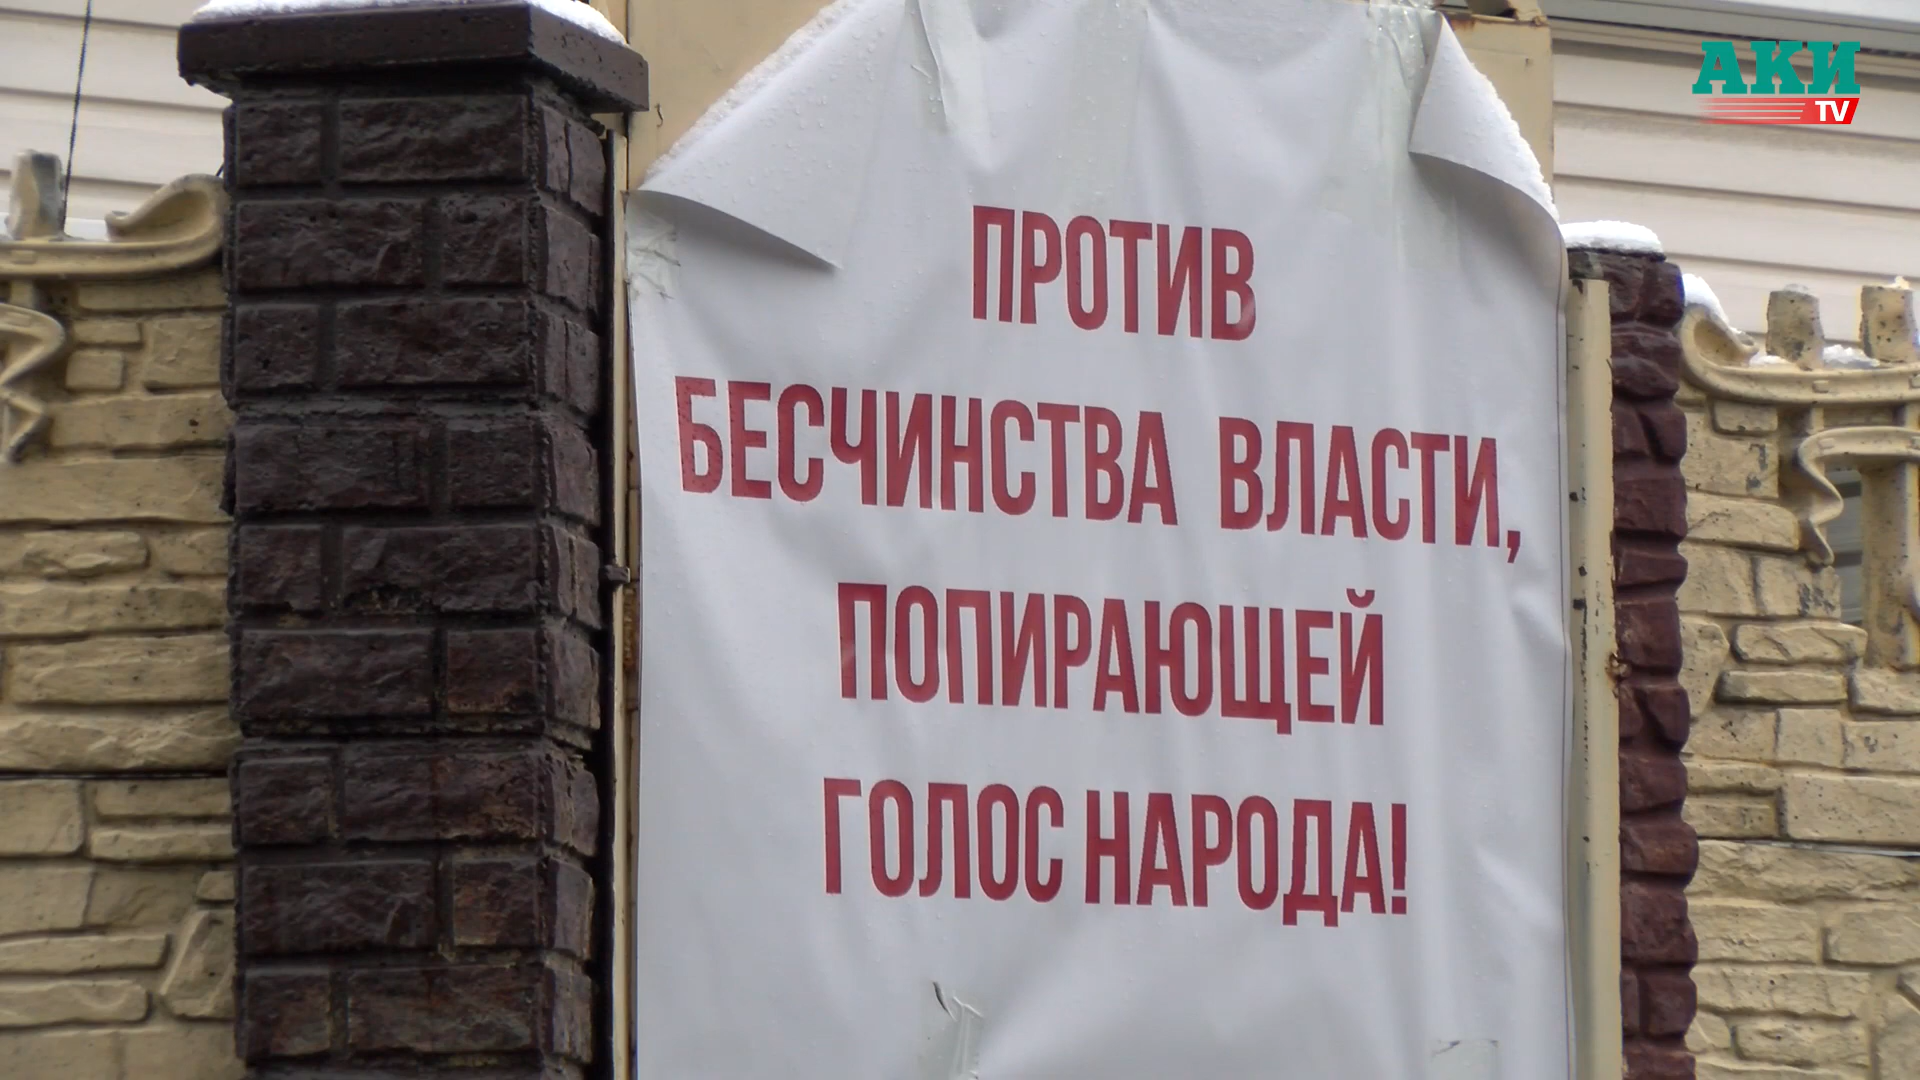 АКИ
TV
ПРОТИВ
БЕСЧИНСТВА ВЛАСТИ,
ПОПИРАЮЩЕЙ
ГОЛОС НАРОДА!